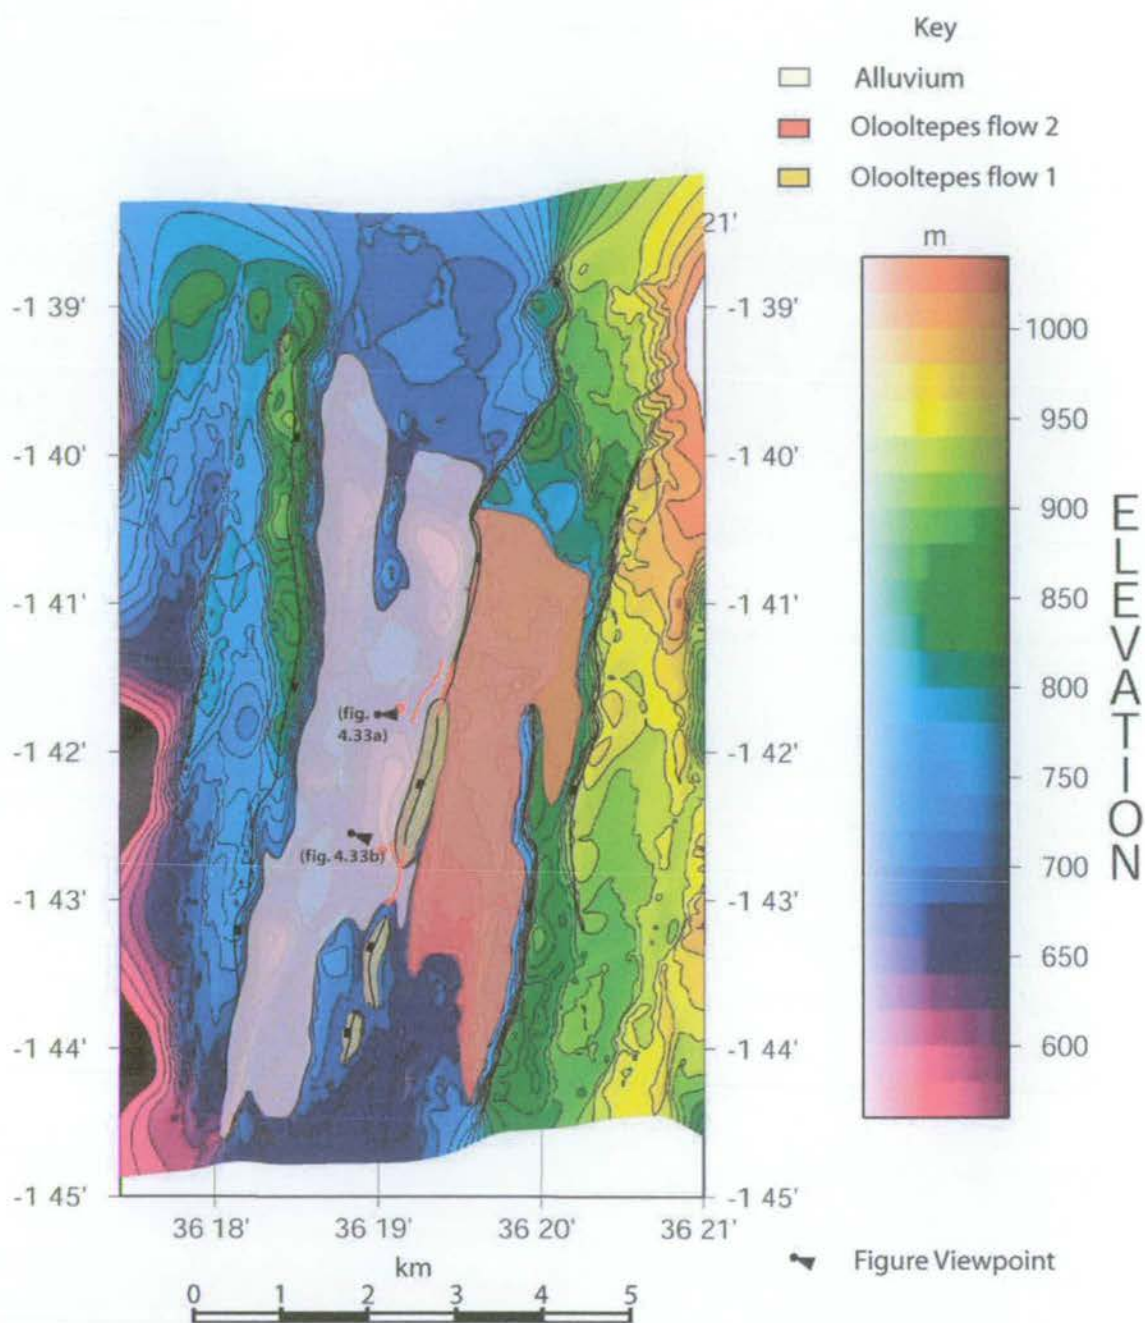 Key
Alluvium
Olooltepes flow 2
Olooltepes flow 1
21'
m
-1 39'
-1 39'
1000
950
-1 40'
-1 40'
900
850
-1 41'
-1 41'
800
(fig.
4.33a)
-1 42'
-1 42'
750
(fig. 4.33b)
700
-1 43'
-1 43'
650
-1 44'
-1 44'
600
ELEVATION
-1 45'
-1 45'
36 18'
36 19'
36 20'
36 21'
km
Figure Viewpoint
0 1 2 3 4 5